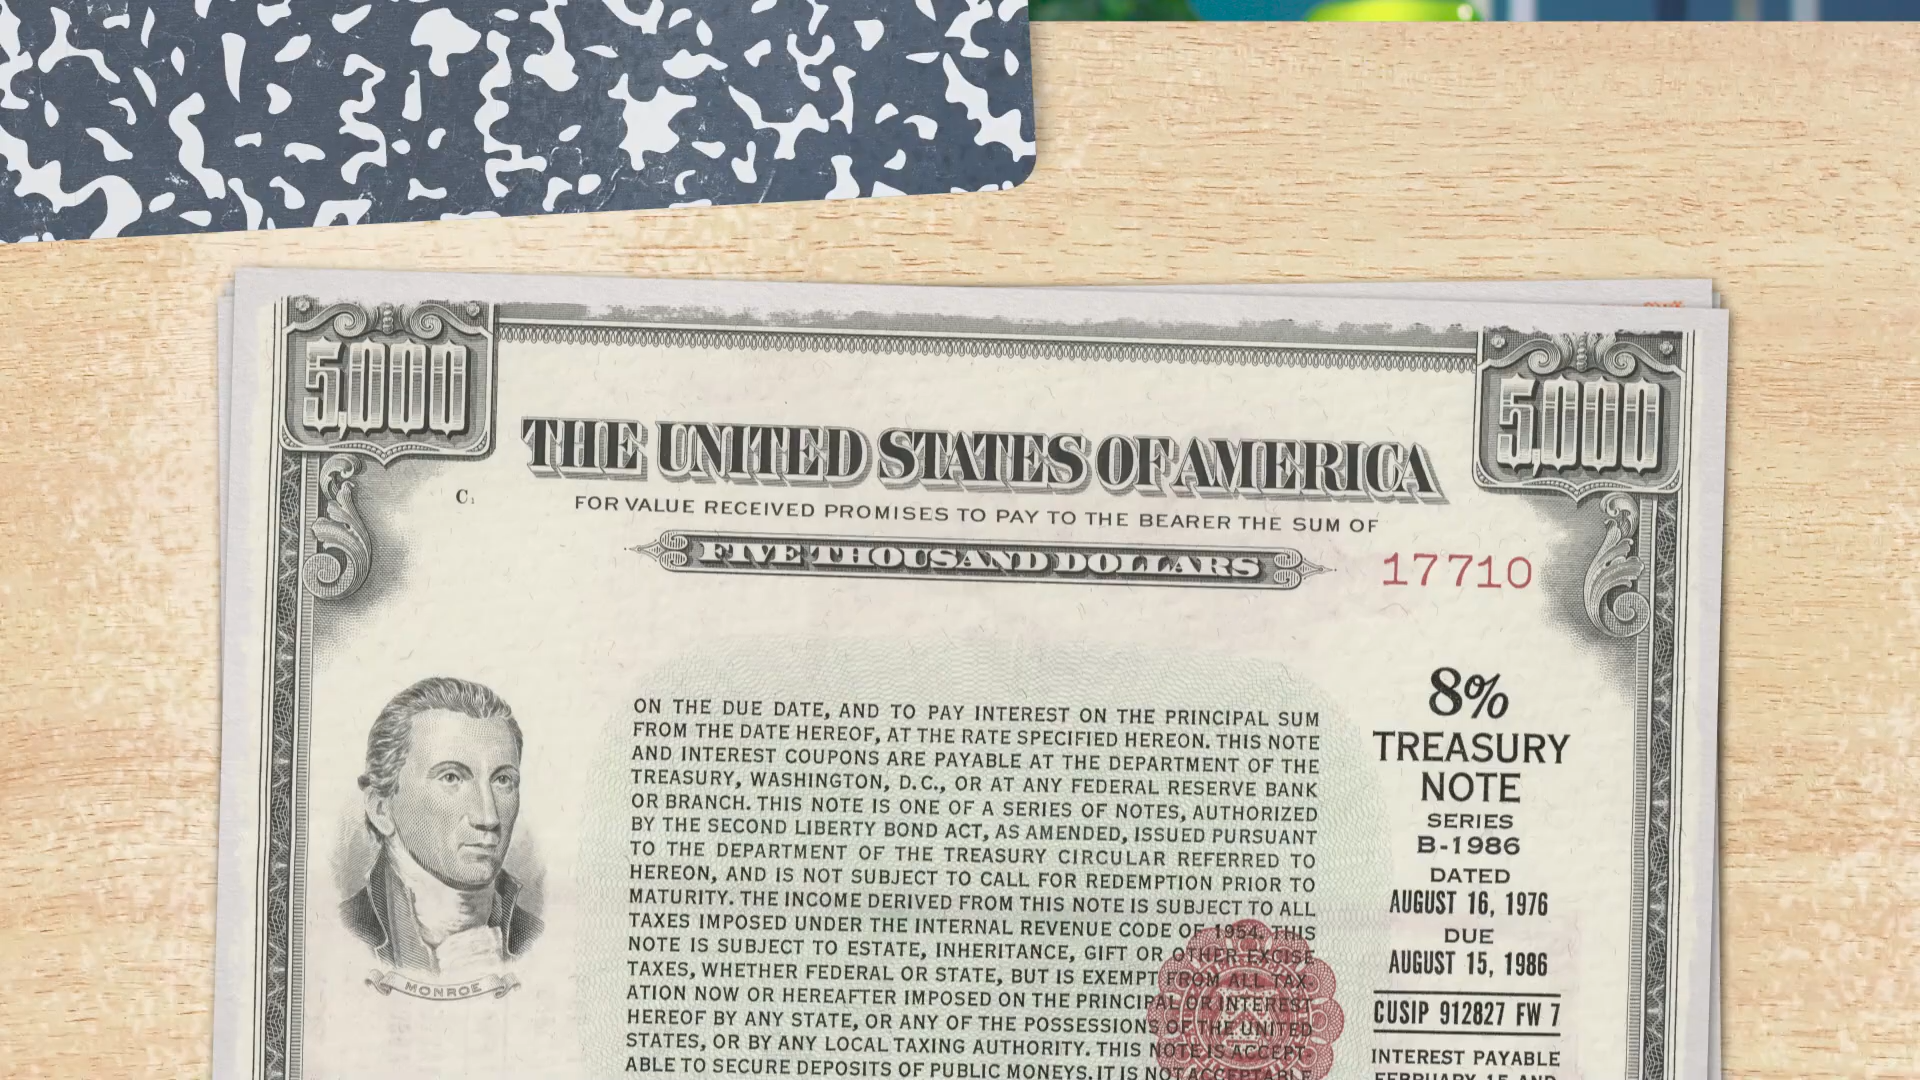 5,000
5,000
THE UNITED STATES OF AMERICA
C1
FOR VALUE RECEIVED PROMISES TO PAY TO THE BEARER THE SUM OF
FIVE THOUSAND DOLLARS
17710
ON THE DUE DATE, AND TO PAY INTEREST ON THE PRINCIPAL SUM
FROM THE DATE HEREOF, AT THE RATE SPECIFIED HEREON. THIS NOTE
AND INTEREST COUPONS ARE PAYABLE AT THE DEPARTMENT OF THE
TREASURY, WASHINGTON, D.C., OR AT ANY FEDERAL RESERVE BANK
OR BRANCH. THIS NOTE IS ONE OF A SERIES OF NOTES, AUTHORIZED
BY THE SECOND LIBERTY BOND ACT, AS AMENDED, ISSUED PURSUANT
TO THE DEPARTMENT OF THE TREASURY CIRCULAR REFERRED TO
HEREON, AND IS NOT SUBJECT TO CALL FOR REDEMPTION PRIOR TO
MATURITY. THE INCOME DERIVED FROM THIS NOTE IS SUBJECT TO ALL
TAXES IMPOSED UNDER THE INTERNAL REVENUE CODE OF 1954. THIS
NOTE IS SUBJECT TO ESTATE, INHERITANCE, GIFT OR OTHER EXCISE
TAXES, WHETHER FEDERAL OR STATE, BUT IS EXEMPT FROM ALL TAX-
ATION NOW OR HEREAFTER IMPOSED ON THE PRINCIPAL OR INTEREST
HEREOF BY ANY STATE, OR ANY OF THE POSSESSIONS OF THE UNITED
STATES, OR BY ANY LOCAL TAXING AUTHORITY. THIS NOTE IS ACCEPT-
ABLE TO SECURE DEPOSITS OF PUBLIC MONEYS. IT IS NOT ACCEPTABLE
MONROE
8%
TREASURY
NOTE
SERIES
B-1986
DATED
AUGUST 16, 1976
DUE
AUGUST 15, 1986
CUSIP 912827 FW 7
INTEREST PAYABLE
FEBRUARY 15 AND